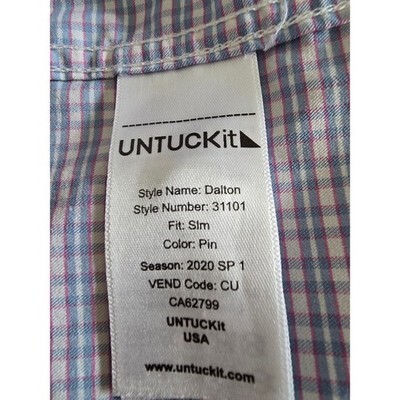 UNTUCKit
Style Name: Dalton
Style Number: 31101
Fit: Slm
Color: Pin
Season: 2020 SP 1
VEND Code: CU
CA62799
UNTUCKit
USA
www.untuckit.com